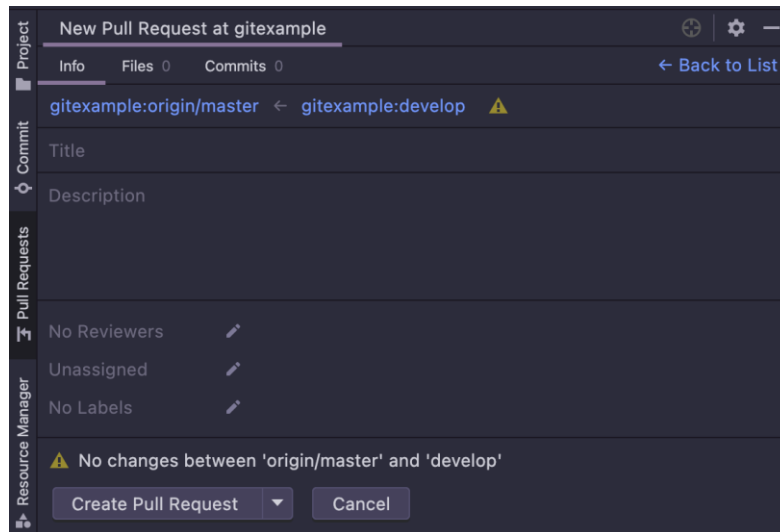 New Pull Request at gitexample
Info Files 0 Commits 0 ← Back to List
gitexample:origin/master ← gitexample:develop
Title
Description
No Reviewers
Unassigned
No Labels
No changes between 'origin/master' and 'develop'
Create Pull Request Cancel
Project
Commit
Pull Requests
Resource Manager